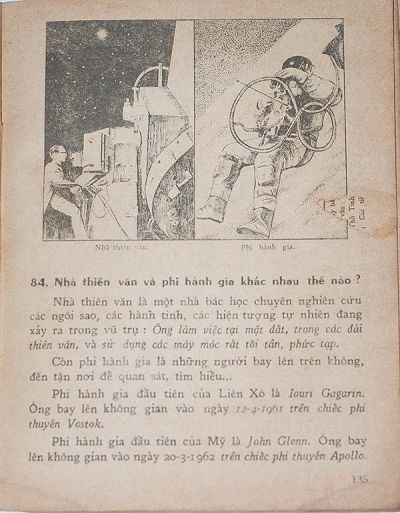 Nhà thiên văn.
Phi hành gia.
84. Nhà thiên văn và phi hành gia khác nhau thế nào ?
Nhà thiên văn là một nhà bác học chuyên nghiên cứu
các ngôi sao, các hành tinh, các hiện tượng tự nhiên đang
xảy ra trong vũ trụ : Ông làm việc tại mặt đất, trong các đài
thiên văn, và sử dụng các máy móc rất tối tân, phức tạp.
Còn phi hành gia là những người bay lên trên không,
đến tận nơi để quan sát, tìm hiểu...
Phi hành gia đầu tiên của Liên Xô là Iouri Gagarin.
Ông bay lên không gian vào ngày 12-4-1961 trên chiếc phi
thuyền Vostok.
Phi hành gia đầu tiên của Mỹ là John Glenn. Ông bay
lên không gian vào ngày 20-3-1962 trên chiếc phi thuyền Apollo.
135